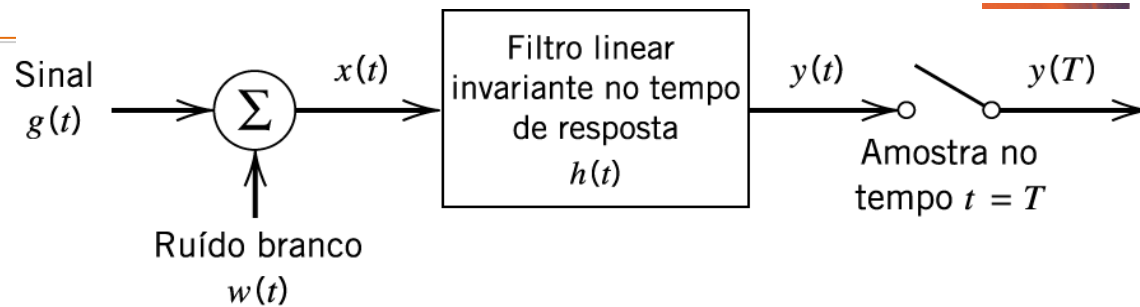 Sinal
g(t)
Σ
x(t)
Filtro linear
invariante no tempo
de resposta
h(t)
y(t)
y(T)
Amostra no
tempo t = T
Ruído branco
w(t)